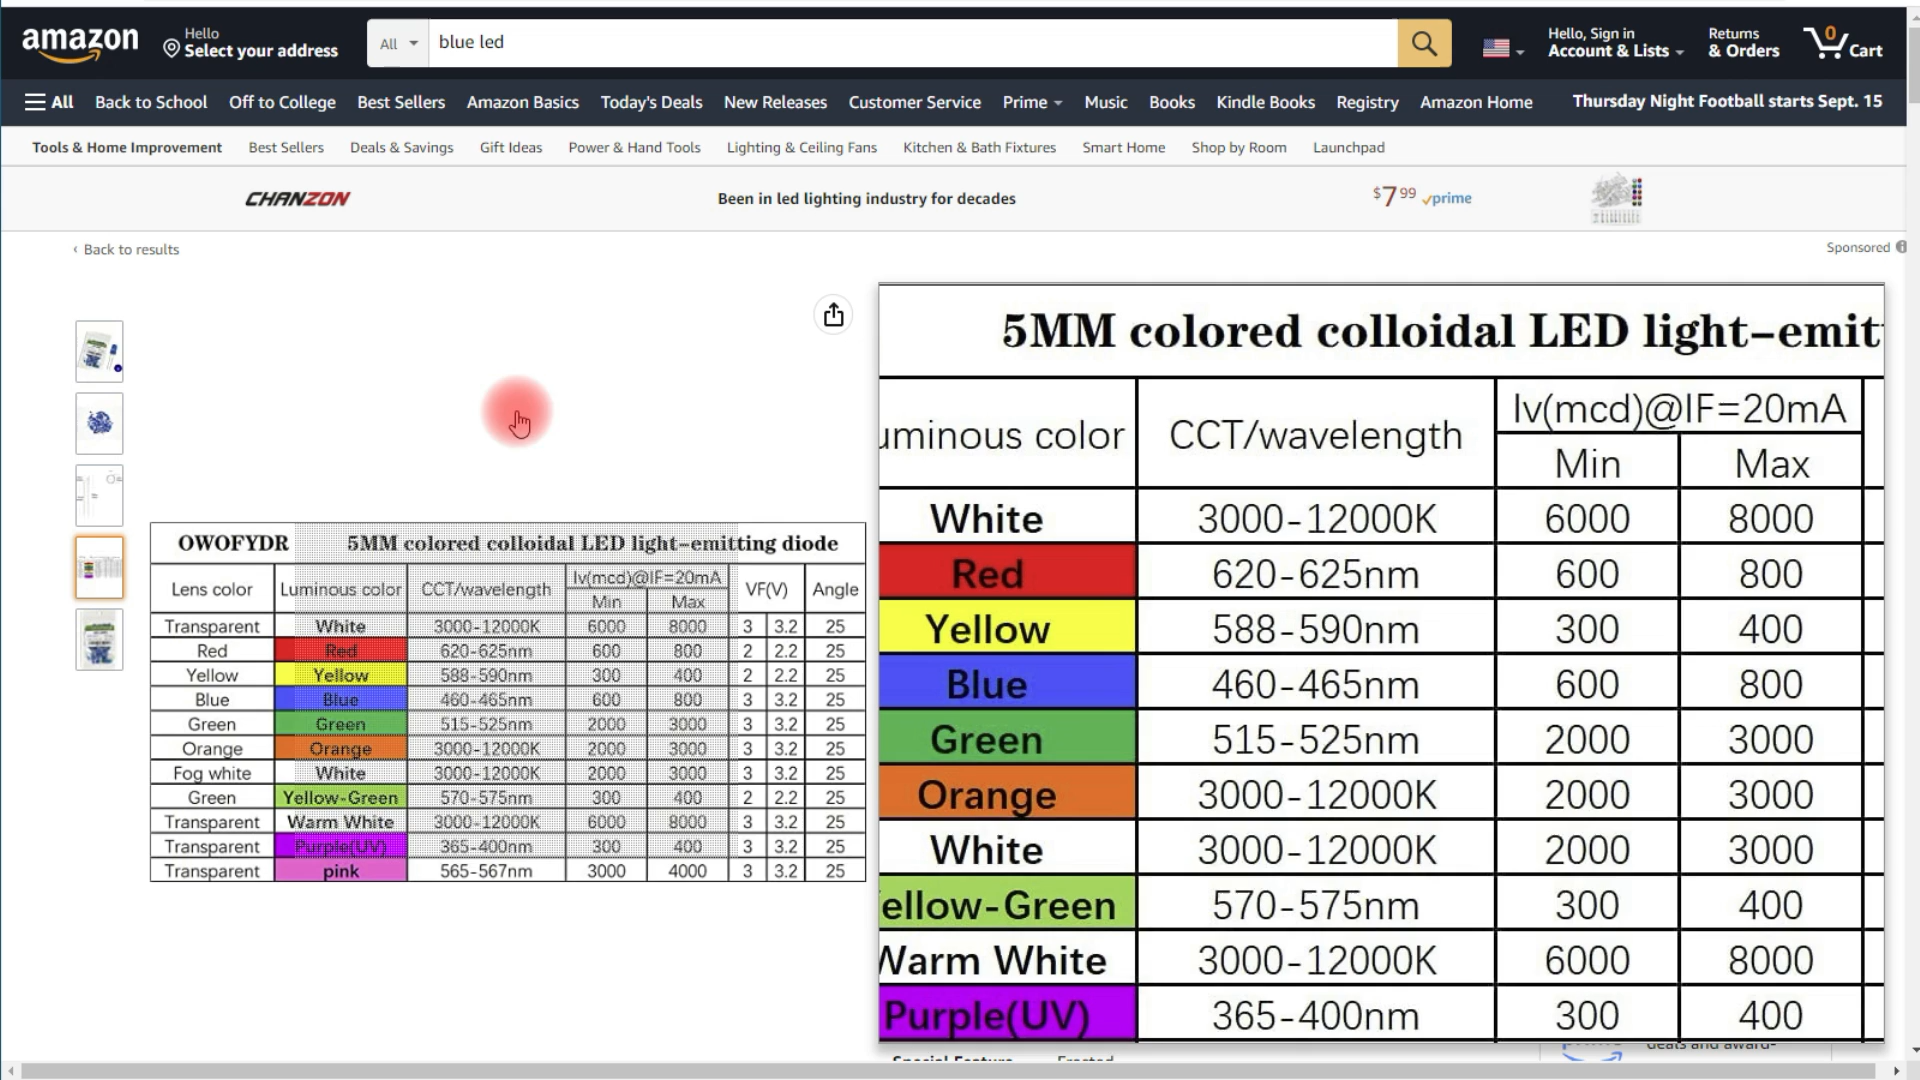 amazon
Hello
Select your address
All
blue led
Hello, Sign in
Account & Lists
Returns
& Orders
0
Cart
All Back to School Off to College Best Sellers Amazon Basics Today's Deals New Releases Customer Service Prime Music Books Kindle Books Registry Amazon Home Thursday Night Football starts Sept. 15
Tools & Home Improvement Best Sellers Deals & Savings Gift Ideas Power & Hand Tools Lighting & Ceiling Fans Kitchen & Bath Fixtures Smart Home Shop by Room Launchpad
CHANZON Been in led lighting industry for decades $7 99 prime
‹ Back to results
Sponsored
OWOFYDR 5MM colored colloidal LED light-emitting diode
Lens color Luminous color CCT/wavelength Iv(mcd)@IF=20mA VF(V) Angle
Min Max
Transparent White 3000-12000K 6000 8000 3 3.2 25
Red Red 620-625nm 600 800 2 2.2 25
Yellow Yellow 588-590nm 300 400 2 2.2 25
Blue Blue 460-465nm 600 800 3 3.2 25
Green Green 515-525nm 2000 3000 3 3.2 25
Orange Orange 3000-12000K 2000 3000 3 3.2 25
Fog white White 3000-12000K 2000 3000 3 3.2 25
Green Yellow-Green 570-575nm 300 400 2 2.2 25
Transparent Warm White 3000-12000K 6000 8000 3 3.2 25
Transparent Purple(UV) 365-400nm 300 400 3 3.2 25
Transparent pink 565-567nm 3000 4000 3 3.2 25
5MM colored colloidal LED light-emit
uminous color CCT/wavelength Iv(mcd)@IF=20mA
Min Max
White 3000-12000K 6000 8000
Red 620-625nm 600 800
Yellow 588-590nm 300 400
Blue 460-465nm 600 800
Green 515-525nm 2000 3000
Orange 3000-12000K 2000 3000
White 3000-12000K 2000 3000
ellow-Green 570-575nm 300 400
Warm White 3000-12000K 6000 8000
Purple(UV) 365-400nm 300 400
Special Feature Frosted
deals and award-